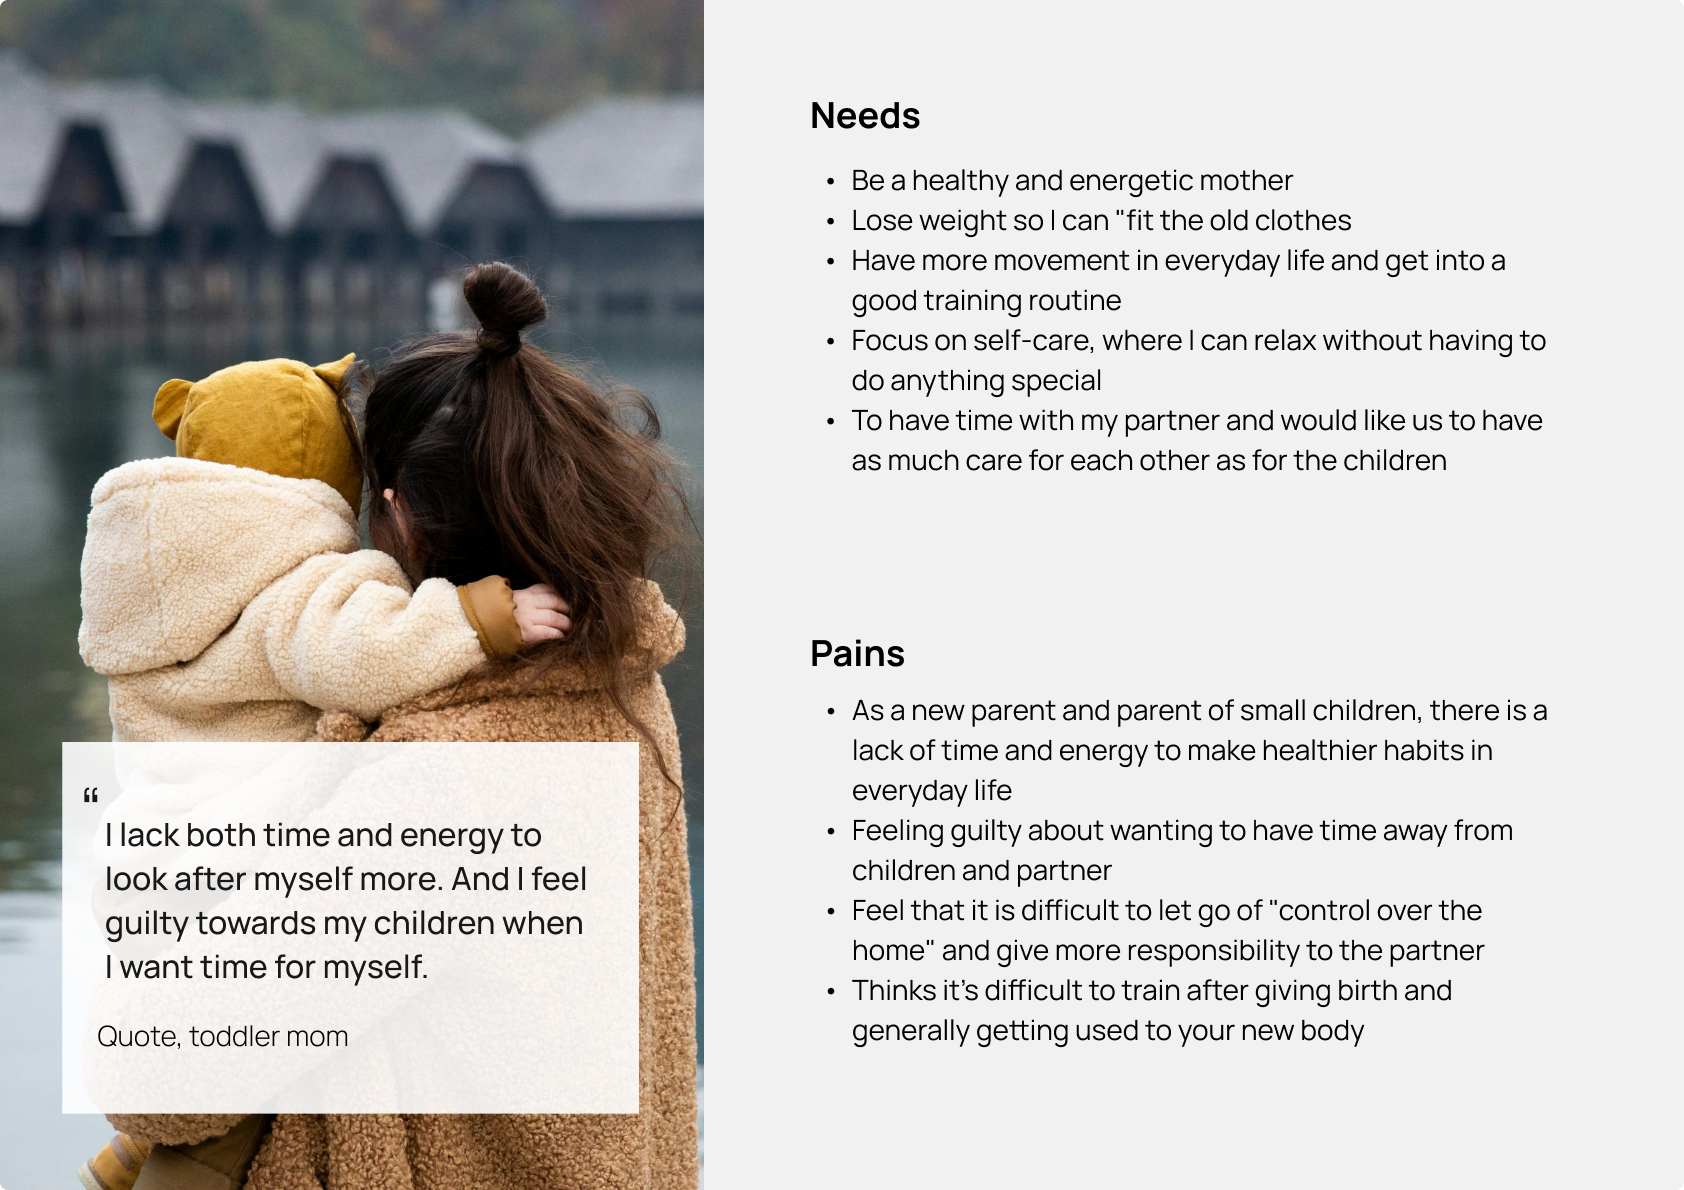 “
I lack both time and energy to
look after myself more. And I feel
guilty towards my children when
I want time for myself.
Quote, toddler mom
Needs
• Be a healthy and energetic mother
• Lose weight so I can "fit the old clothes
• Have more movement in everyday life and get into a
good training routine
• Focus on self-care, where I can relax without having to
do anything special
• To have time with my partner and would like us to have
as much care for each other as for the children
Pains
• As a new parent and parent of small children, there is a
lack of time and energy to make healthier habits in
everyday life
• Feeling guilty about wanting to have time away from
children and partner
• Feel that it is difficult to let go of "control over the
home" and give more responsibility to the partner
• Thinks it's difficult to train after giving birth and
generally getting used to your new body